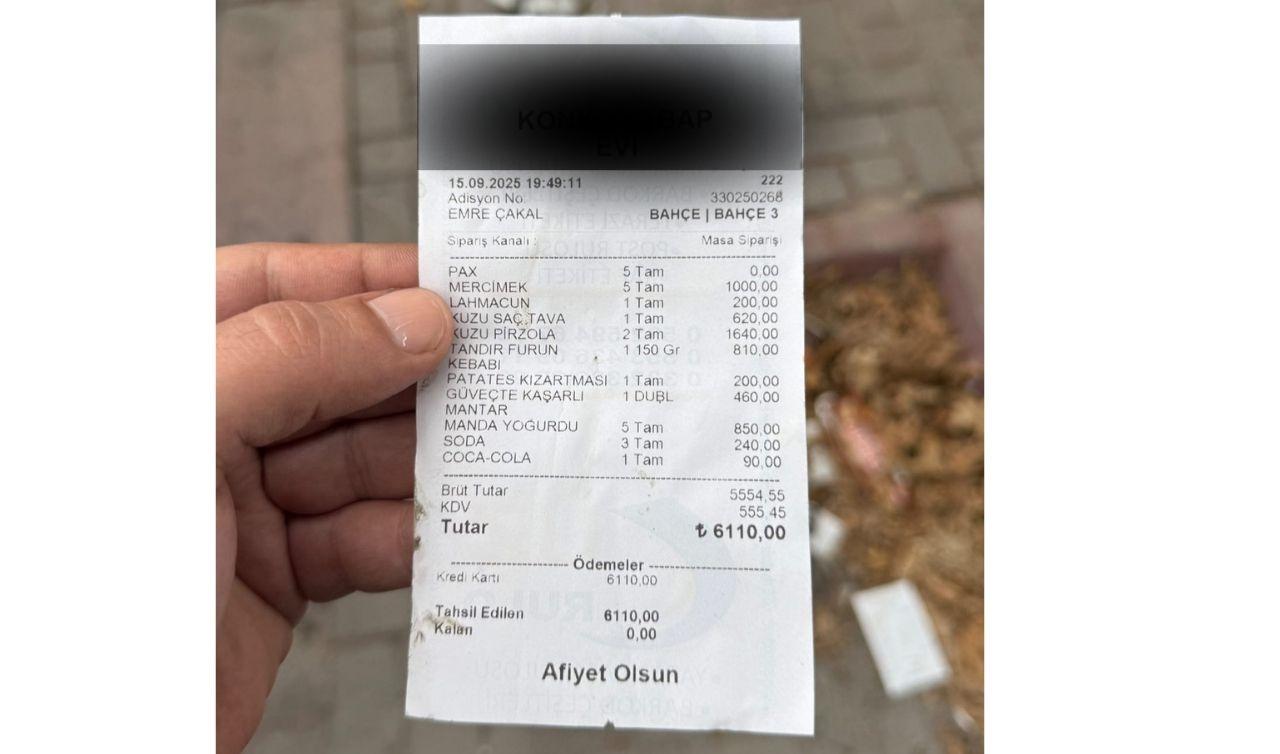 EVİ
15.09.2025 19:49:11 222
Adisyon No: 330250268
EMRE ÇAKAL BAHÇE | BAHÇE 3
Sipariş Kanalı : Masa Siparişi
PAX 5 Tam 0,00
MERCİMEK 5 Tam 1000,00
LAHMACUN 1 Tam 200,00
KUZU SAÇ TAVA 1 Tam 620,00
KUZU PİRZOLA 2 Tam 1640,00
TANDIR FURUN 1 150 Gr 810,00
KEBABI
PATATES KIZARTMASI 1 Tam 200,00
GÜVEÇTE KAŞARLI 1 DUBL 460,00
MANTAR
MANDA YOĞURDU 5 Tam 850,00
SODA 3 Tam 240,00
COCA-COLA 1 Tam 90,00
Brüt Tutar 5554,55
KDV 555,45
Tutar ₺ 6110,00
Ödemeler
Kredi Kartı 6110,00
Tahsil Edilen 6110,00
Kalan 0,00
Afiyet Olsun